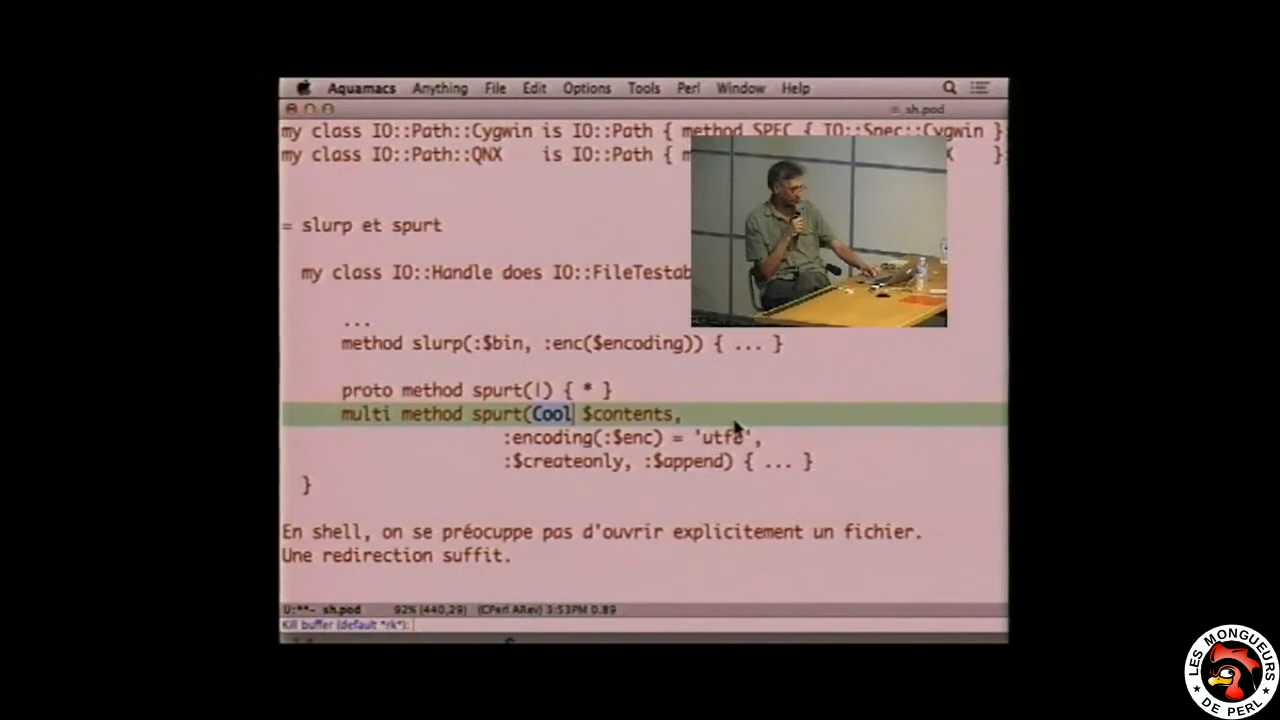 Aquamacs Anything File Edit Options Tools Perl Window Help
sh.pod
my class IO::Path::Cygwin is IO::Path { method SPEC { IO::Spec::Cygwin }
my class IO::Path::QNX    is IO::Path { m X    }
= slurp et spurt
my class IO::Handle does IO::FileTestab
...
method slurp(:$bin, :enc($encoding)) { ... }
proto method spurt(|) { * }
multi method spurt(Cool $contents,
:encoding(:$enc) = 'utf8',
:$createonly, :$append) { ... }
}
En shell, on se préocuppe pas d'ouvrir explicitement un fichier.
Une redirection suffit.
U:**- sh.pod 92% (440,29) (CPerl ARev) 3:53PM 0.89
Kill buffer (default *rk*):
LES MONGUEURS
★ DE PERL ★